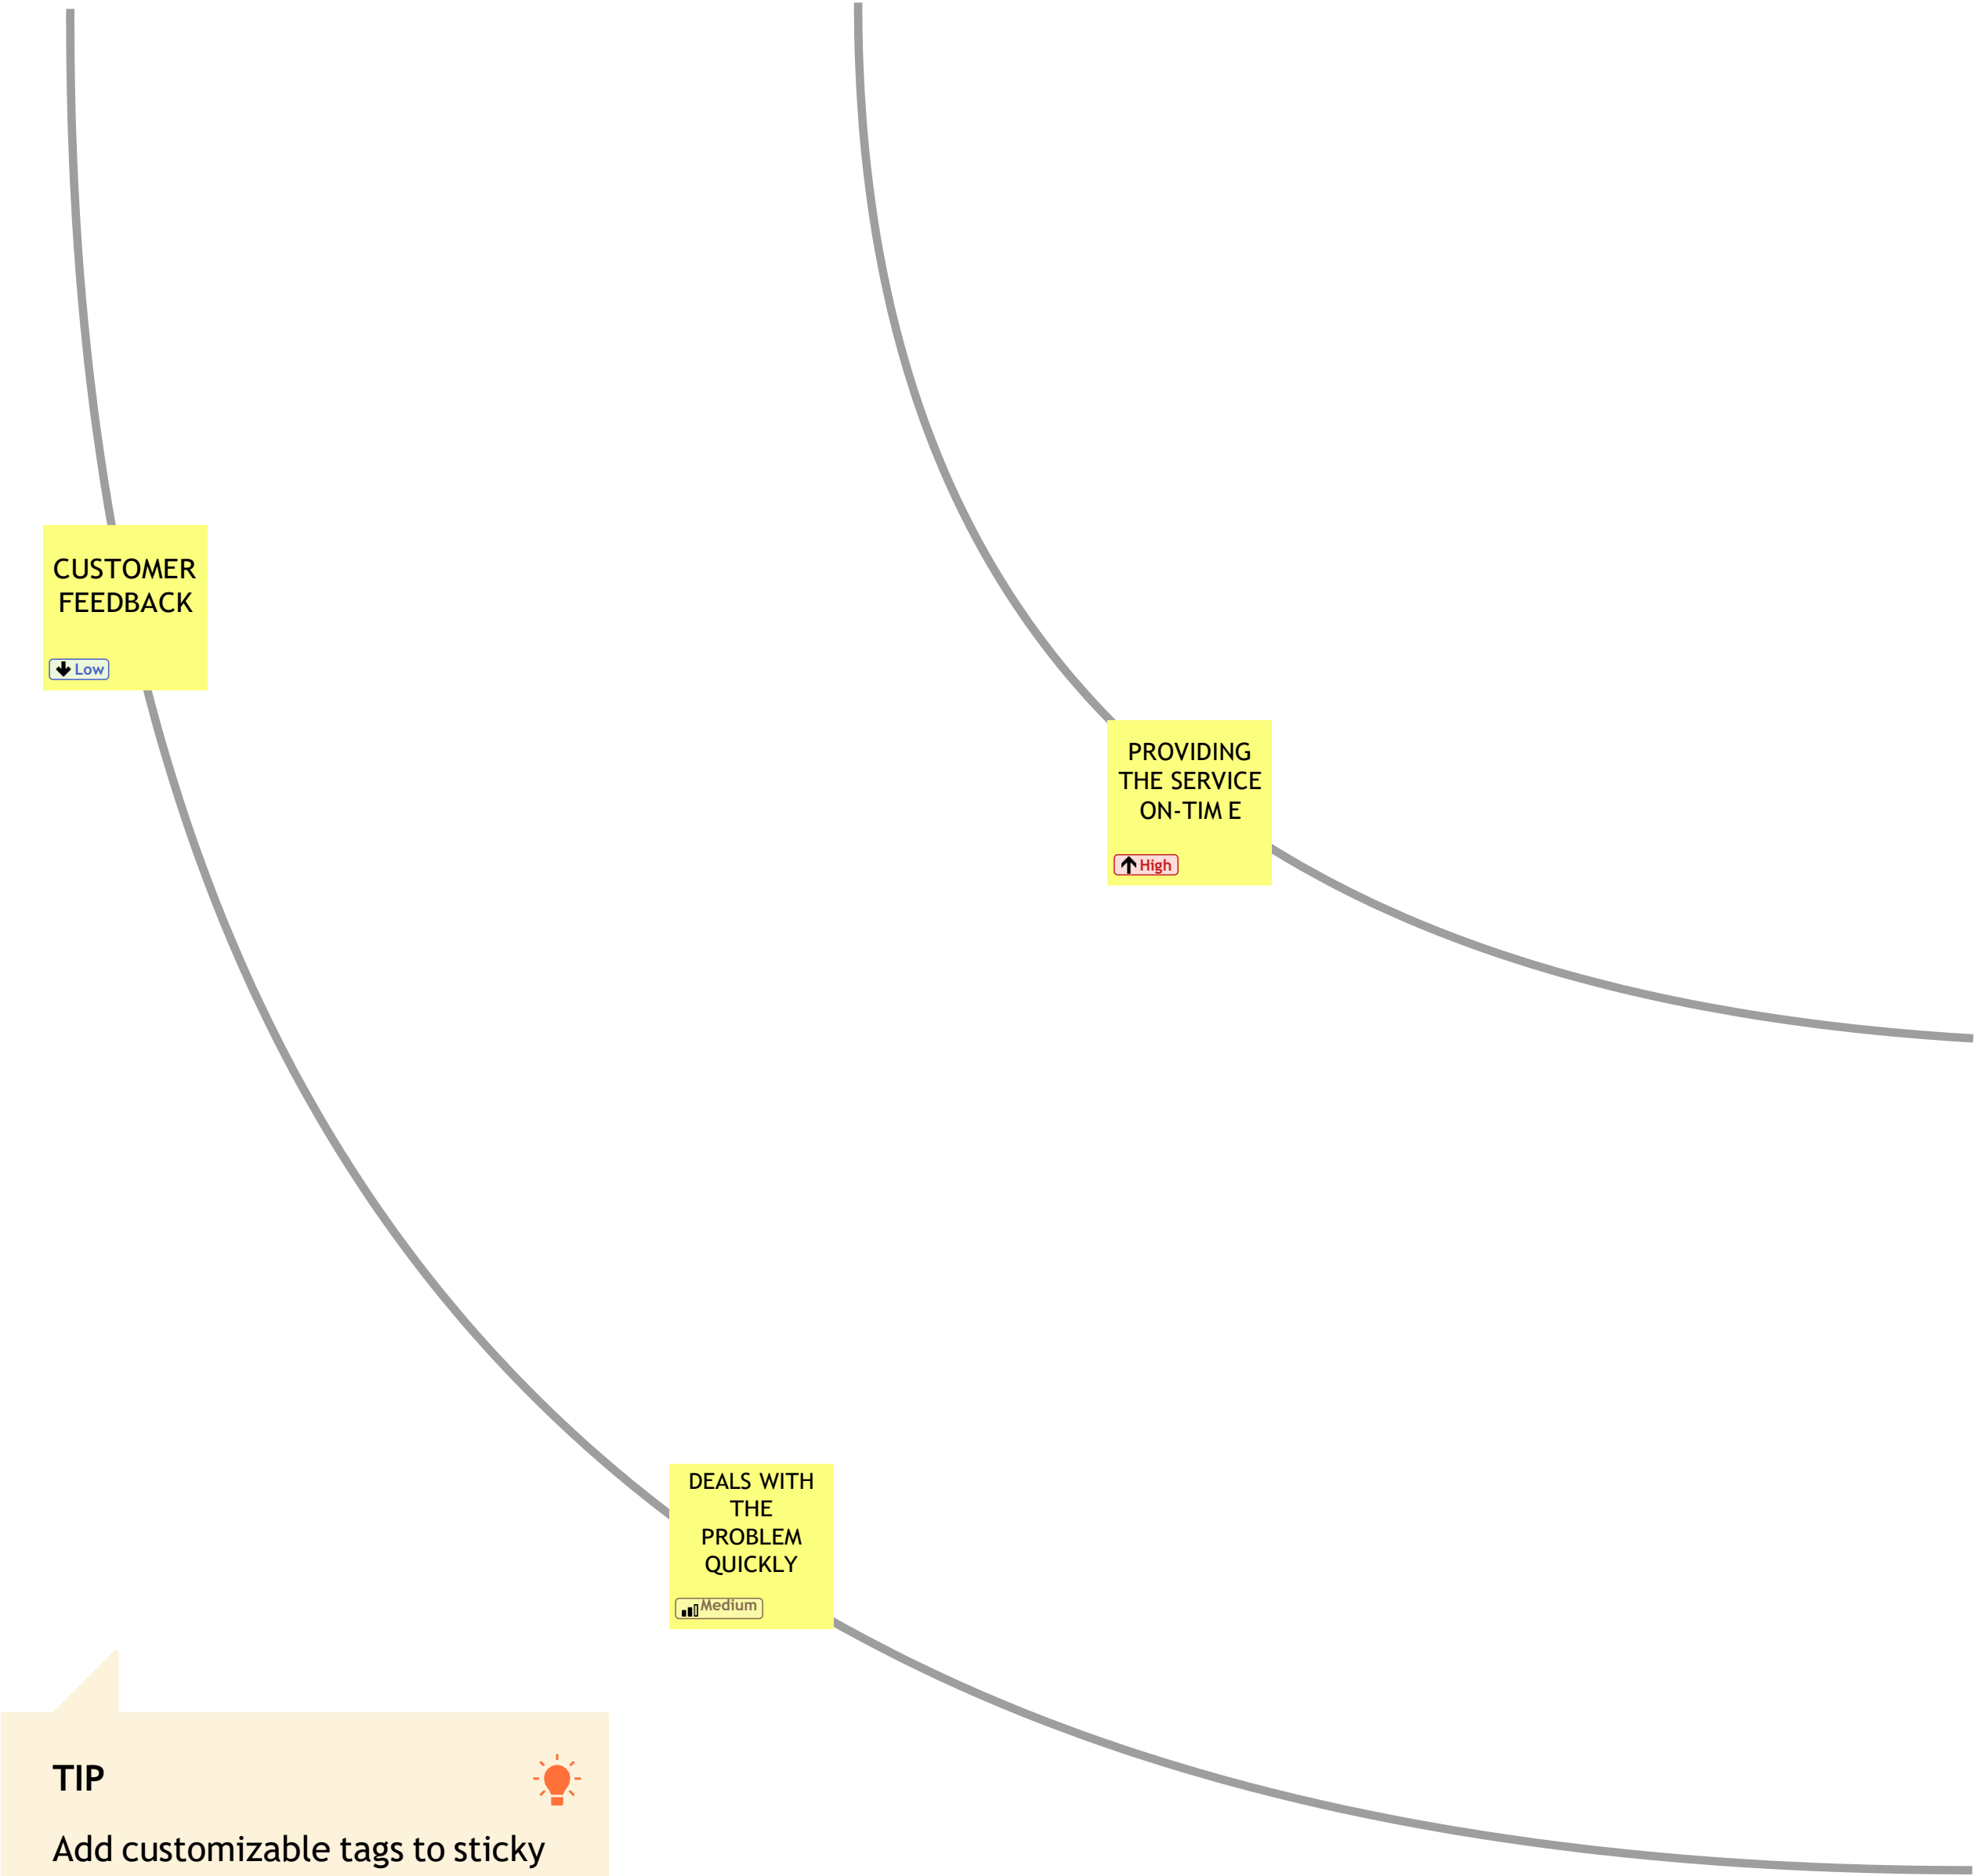 CUSTOMER
FEEDBACK
Low
PROVIDING
THE SERVICE
ON-TIM E
High
DEALS WITH
THE
PROBLEM
QUICKLY
Medium
TIP
Add customizable tags to sticky